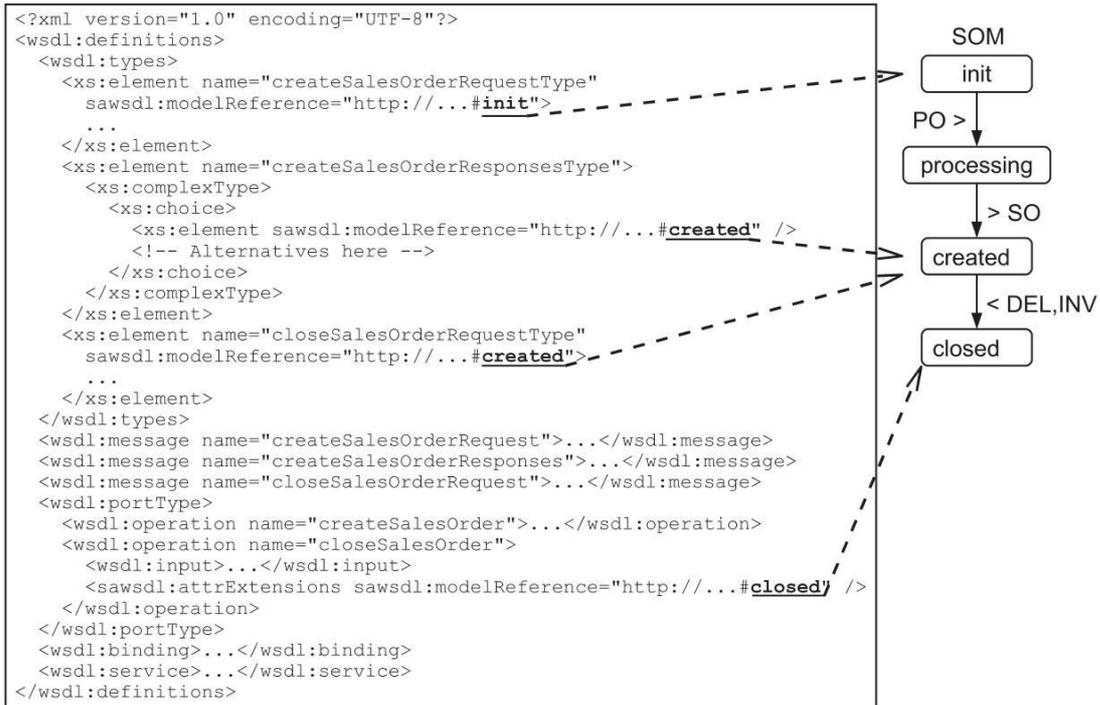 <?xml version="1.0" encoding="UTF-8"?>
<wsdl:definitions>
<wsdl:types>
<xs:element name="createSalesOrderRequestType"
sawsdl:modelReference="http://...#init">
...
</xs:element>
<xs:element name="createSalesOrderResponsesType">
<xs:complexType>
<xs:choice>
<xs:element sawsdl:modelReference="http://...#created" />
<!-- Alternatives here -->
</xs:choice>
</xs:complexType>
</xs:element>
<xs:element name="closeSalesOrderRequestType"
sawsdl:modelReference="http://...#created">
...
</xs:element>
</wsdl:types>
<wsdl:message name="createSalesOrderRequest">...</wsdl:message>
<wsdl:message name="createSalesOrderResponses">...</wsdl:message>
<wsdl:message name="closeSalesOrderRequest">...</wsdl:message>
<wsdl:portType>
<wsdl:operation name="createSalesOrder">...</wsdl:operation>
<wsdl:operation name="closeSalesOrder">
<wsdl:input>...</wsdl:input>
<sawsdl:attrExtensions sawsdl:modelReference="http://...#closed" />
</wsdl:operation>
</wsdl:portType>
<wsdl:binding>...</wsdl:binding>
<wsdl:service>...</wsdl:service>
</wsdl:definitions>
SOM
init
PO >
processing
> SO
created
< DEL,INV
closed